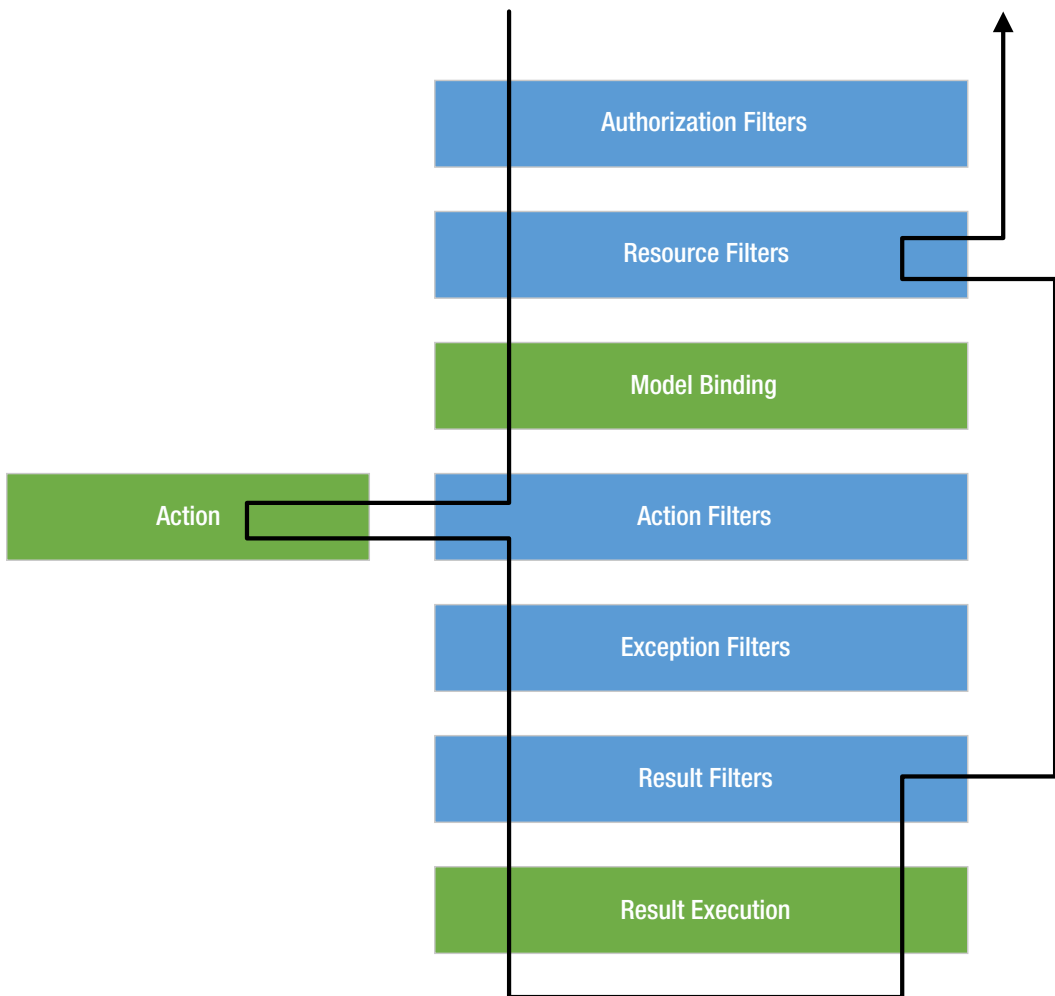 Authorization Filters
Resource Filters
Model Binding
Action
Action Filters
Exception Filters
Result Filters
Result Execution